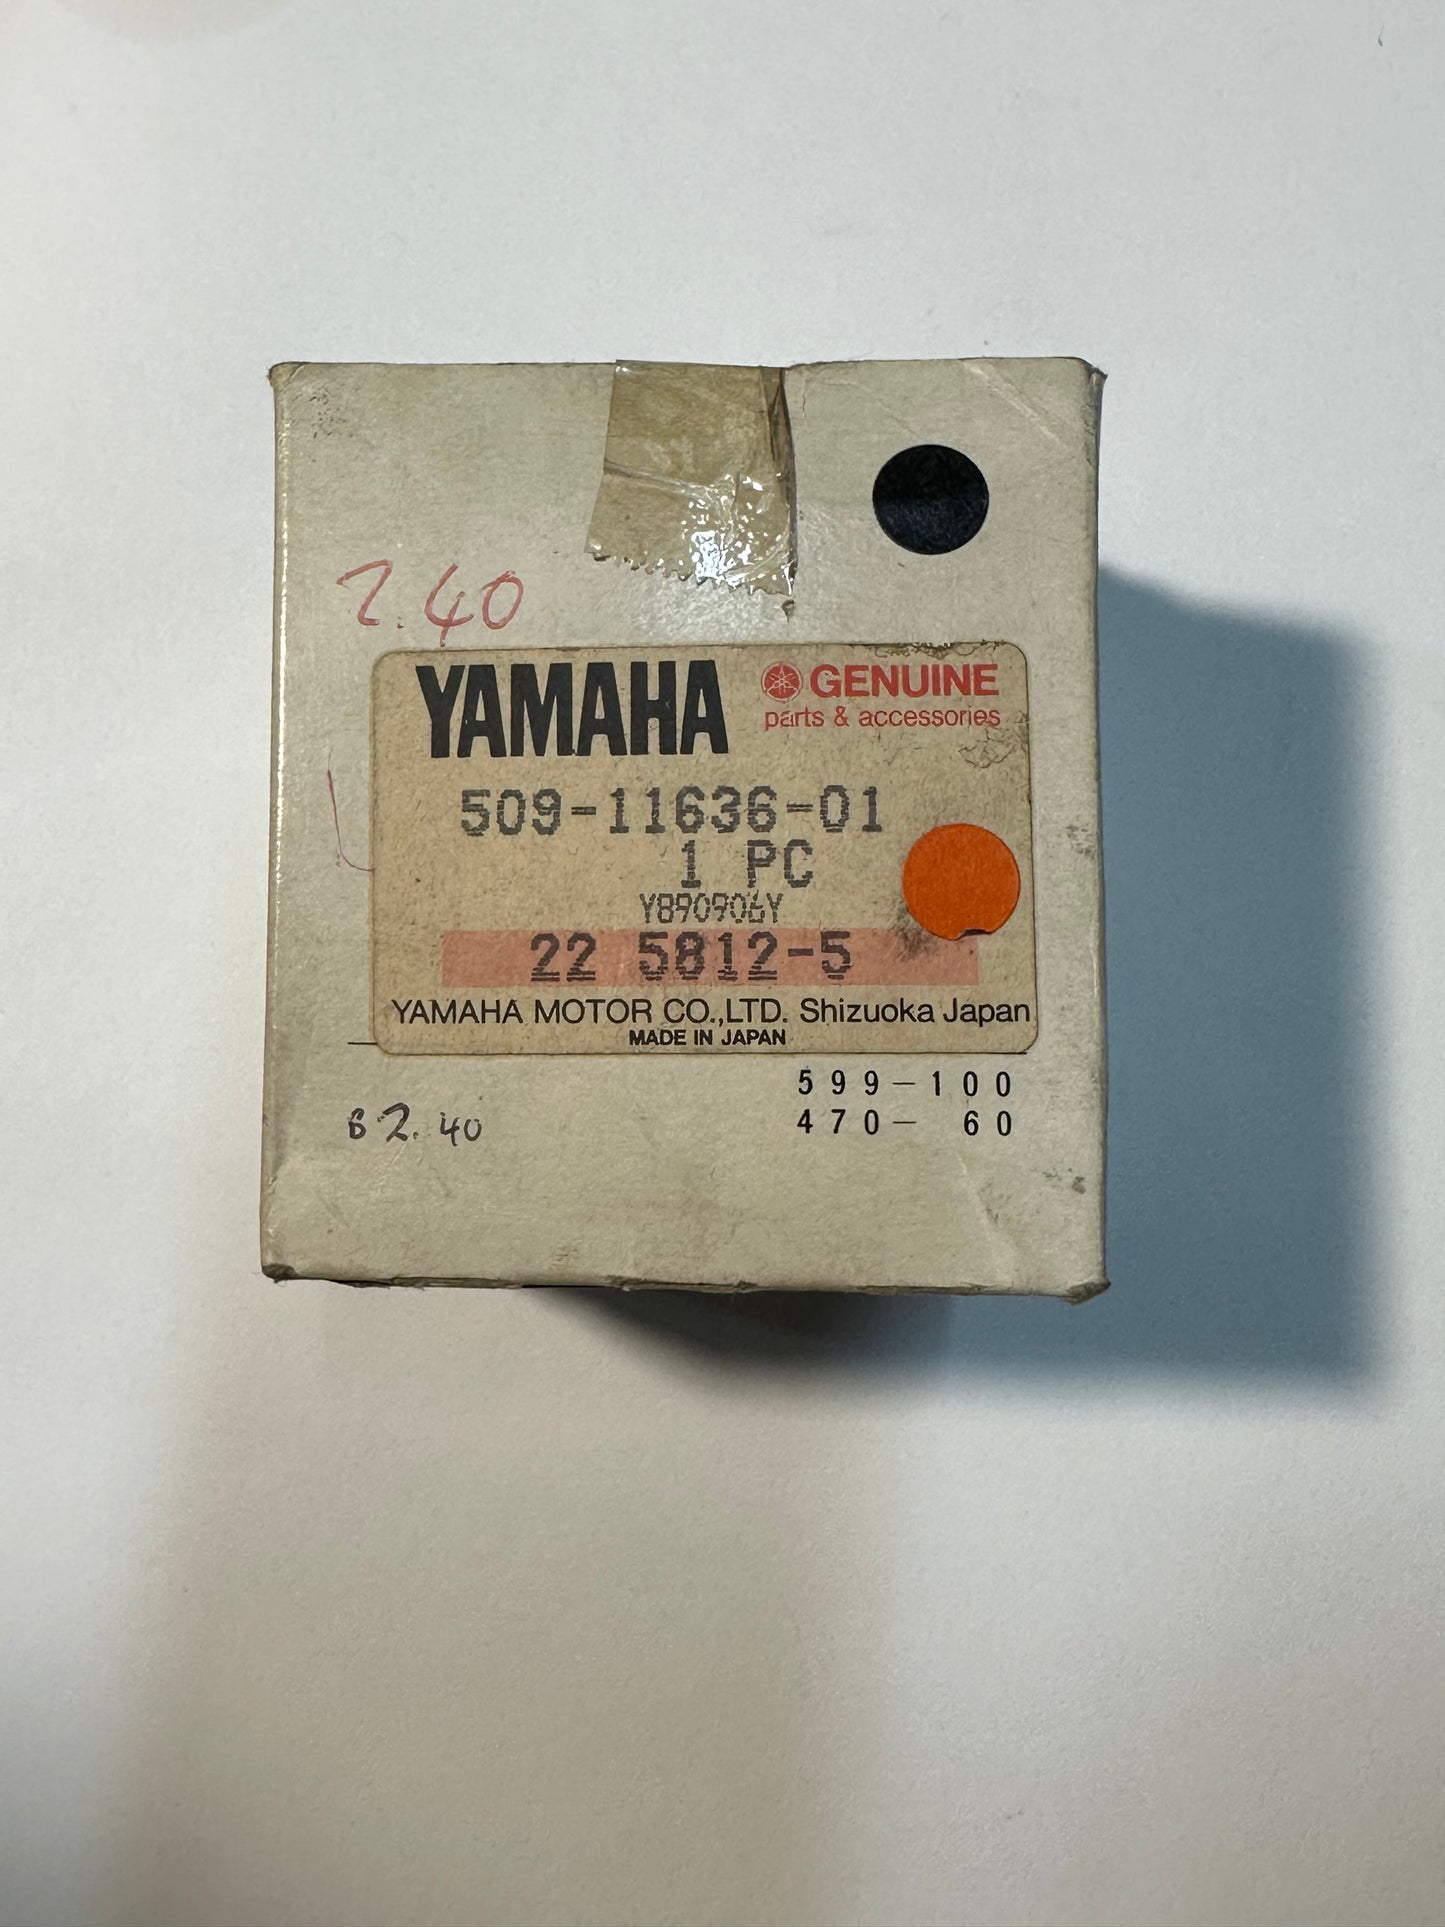 2.40
YAMAHA GENUINE
parts & accessories
509-11636-01
1 PC
Y890906Y
22 5812-5
YAMAHA MOTOR CO.,LTD. Shizuoka Japan
MADE IN JAPAN
599-100
470- 60
62.40